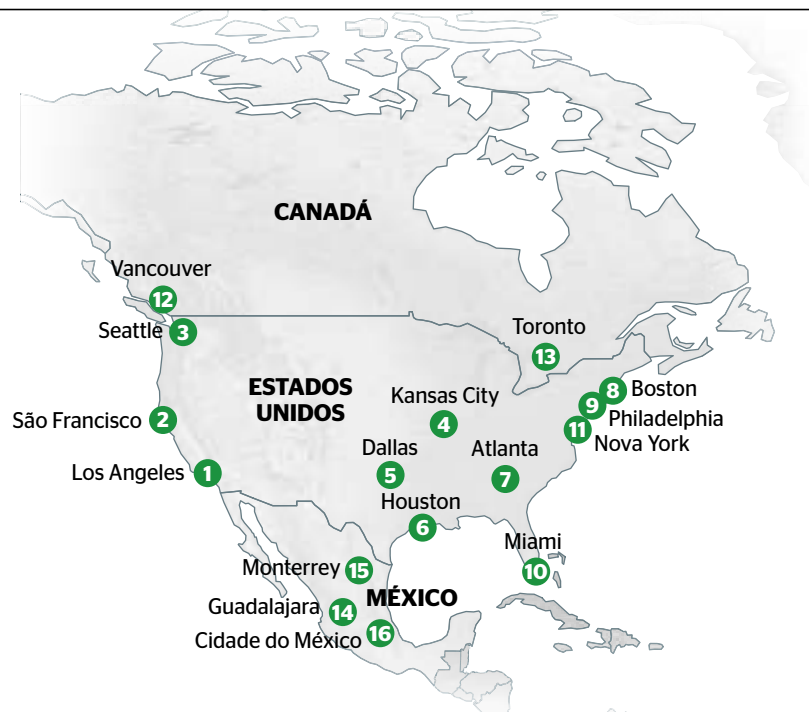 CANADÁ
Vancouver
12
Seattle 3
Toronto
13
ESTADOS
UNIDOS
Kansas City
4
8 Boston
9 Philadelphia
11 Nova York
São Francisco 2
Dallas
5
Atlanta
7
Los Angeles 1
Houston
6
Miami
10
Monterrey 15
MÉXICO
Guadalajara 14
Cidade do México 16